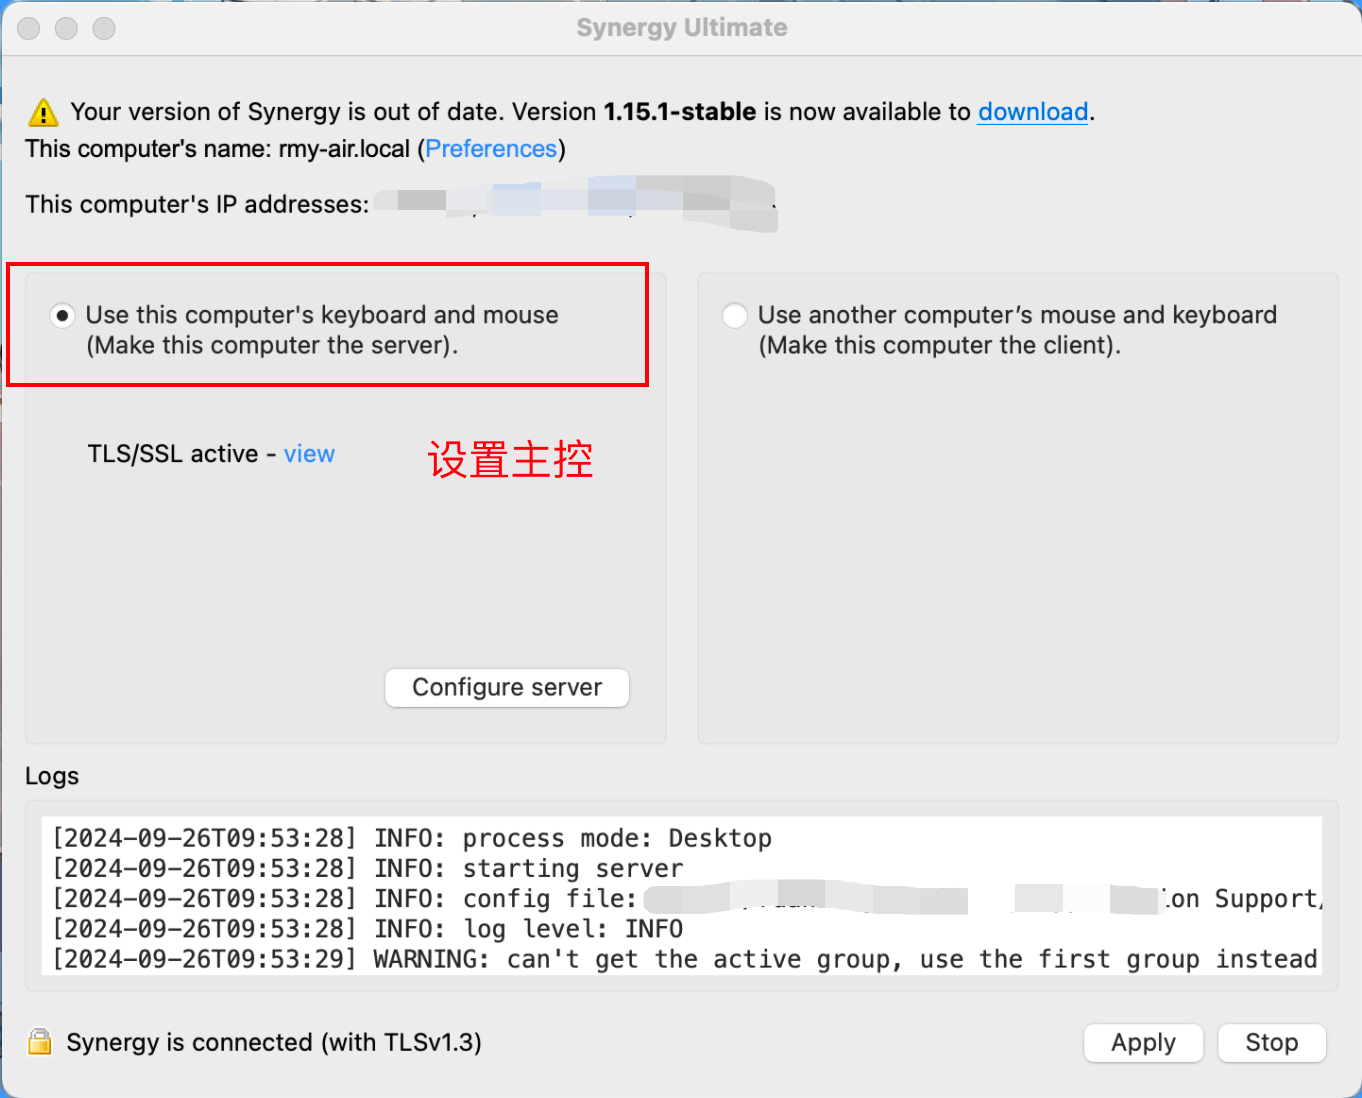 Synergy Ultimate
Your version of Synergy is out of date. Version 1.15.1-stable is now available to download.
This computer's name: rmy-air.local (Preferences)
This computer's IP addresses:
Use this computer's keyboard and mouse
(Make this computer the server).
Use another computer's mouse and keyboard
(Make this computer the client).
TLS/SSL active - view
设置主控
Configure server
Logs
[2024-09-26T09:53:28] INFO: process mode: Desktop
[2024-09-26T09:53:28] INFO: starting server
[2024-09-26T09:53:28] INFO: config file: Support/
[2024-09-26T09:53:28] INFO: log level: INFO
[2024-09-26T09:53:29] WARNING: can't get the active group, use the first group instead
Synergy is connected (with TLSv1.3)
Apply
Stop